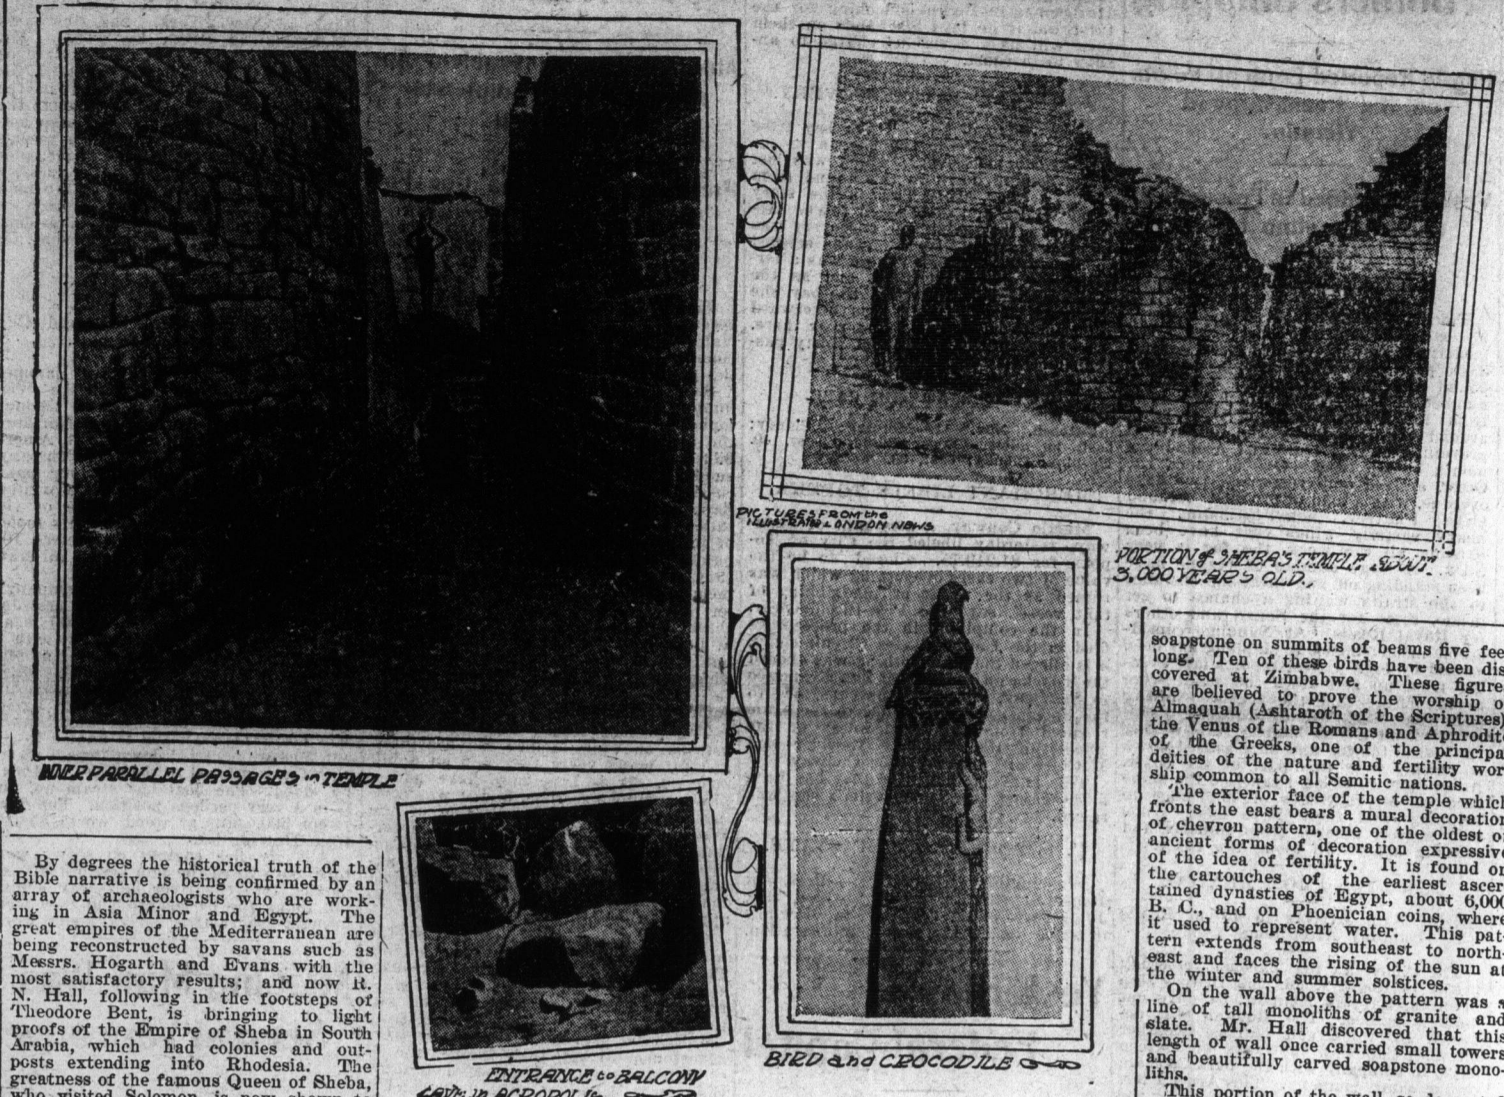 PICTURES FROM the
ILLUSTRATED LONDON NEWS
PORTION of SHEBA'S TEMPLE ABOUT
3,000 YEARS OLD.
INNER PARALLEL PASSAGES in TEMPLE
ENTRANCE to BALCONY
CAVE in ACROPOLIS
BIRD and CROCODILE
By degrees the historical truth of the
Bible narrative is being confirmed by an
array of archaeologists who are work-
ing in Asia Minor and Egypt. The
great empires of the Mediterranean are
being reconstructed by savans such as
Messrs. Hogarth and Evans with the
most satisfactory results; and now R.
N. Hall, following in the footsteps of
Theodore Bent, is bringing to light
proofs of the Empire of Sheba in South
Arabia, which had colonies and out-
posts extending into Rhodesia. The
greatness of the famous Queen of Sheba,
who visited Solomon, is now shown to
soapstone on summits of beams five fee
long. Ten of these birds have been dis
covered at Zimbabwe. These figure
are believed to prove the worship o
Almaquah (Ashtaroth of the Scriptures)
the Venus of the Romans and Aphrodit
of the Greeks, one of the principa
deities of the nature and fertility wor
ship common to all Semitic nations.
The exterior face of the temple which
fronts the east bears a mural decoration
of chevron pattern, one of the oldest o
ancient forms of decoration expressive
of the idea of fertility. It is found on
the cartouches of the earliest ascer
tained dynasties of Egypt, about 6,000
B. C., and on Phoenician coins, where
it used to represent water. This pat-
tern extends from southeast to north-
east and faces the rising of the sun at
the winter and summer solstices.
On the wall above the pattern was a
line of tall monoliths of granite and
slate. Mr. Hall discovered that this
length of wall once carried small towers
and beautifully carved soapstone mono-
liths.
This portion of the wall